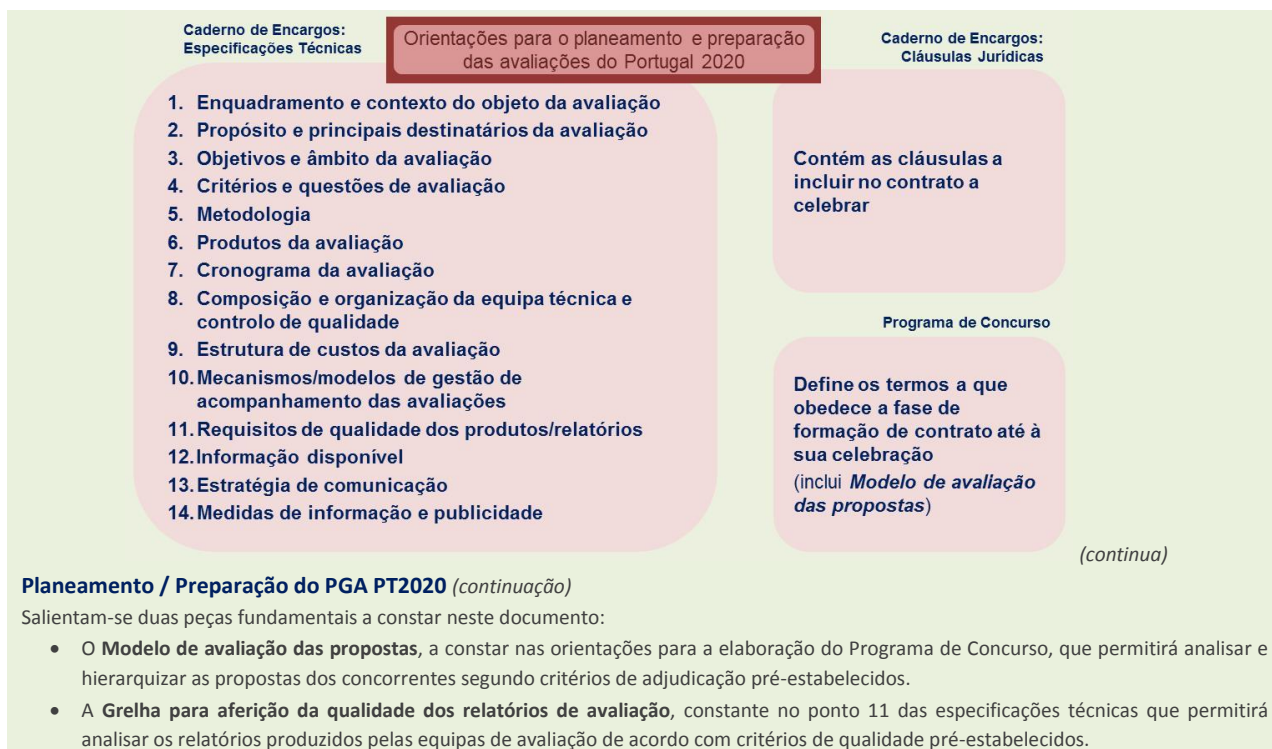 Caderno de Encargos:
Especificações Técnicas
Orientações para o planeamento e preparação
das avaliações do Portugal 2020
Caderno de Encargos:
Cláusulas Jurídicas
1. Enquadramento e contexto do objeto da avaliação
2. Propósito e principais destinatários da avaliação
3. Objetivos e âmbito da avaliação
4. Critérios e questões de avaliação
5. Metodologia
6. Produtos da avaliação
7. Cronograma da avaliação
8. Composição e organização da equipa técnica e
controlo de qualidade
9. Estrutura de custos da avaliação
10. Mecanismos/modelos de gestão de
acompanhamento das avaliações
11. Requisitos de qualidade dos produtos/relatórios
12. Informação disponível
13. Estratégia de comunicação
14. Medidas de informação e publicidade
Contém as cláusulas a
incluir no contrato a
celebrar
Programa de Concurso
Define os termos a que
obedece a fase de
formação de contrato até à
sua celebração
(inclui Modelo de avaliação
das propostas)
(continua)
Planeamento / Preparação do PGA PT2020 (continuação)
Salientam-se duas peças fundamentais a constar neste documento:
• O Modelo de avaliação das propostas, a constar nas orientações para a elaboração do Programa de Concurso, que permitirá analisar e
hierarquizar as propostas dos concorrentes segundo critérios de adjudicação pré-estabelecidos.
• A Grelha para aferição da qualidade dos relatórios de avaliação, constante no ponto 11 das especificações técnicas que permitirá
analisar os relatórios produzidos pelas equipas de avaliação de acordo com critérios de qualidade pré-estabelecidos.